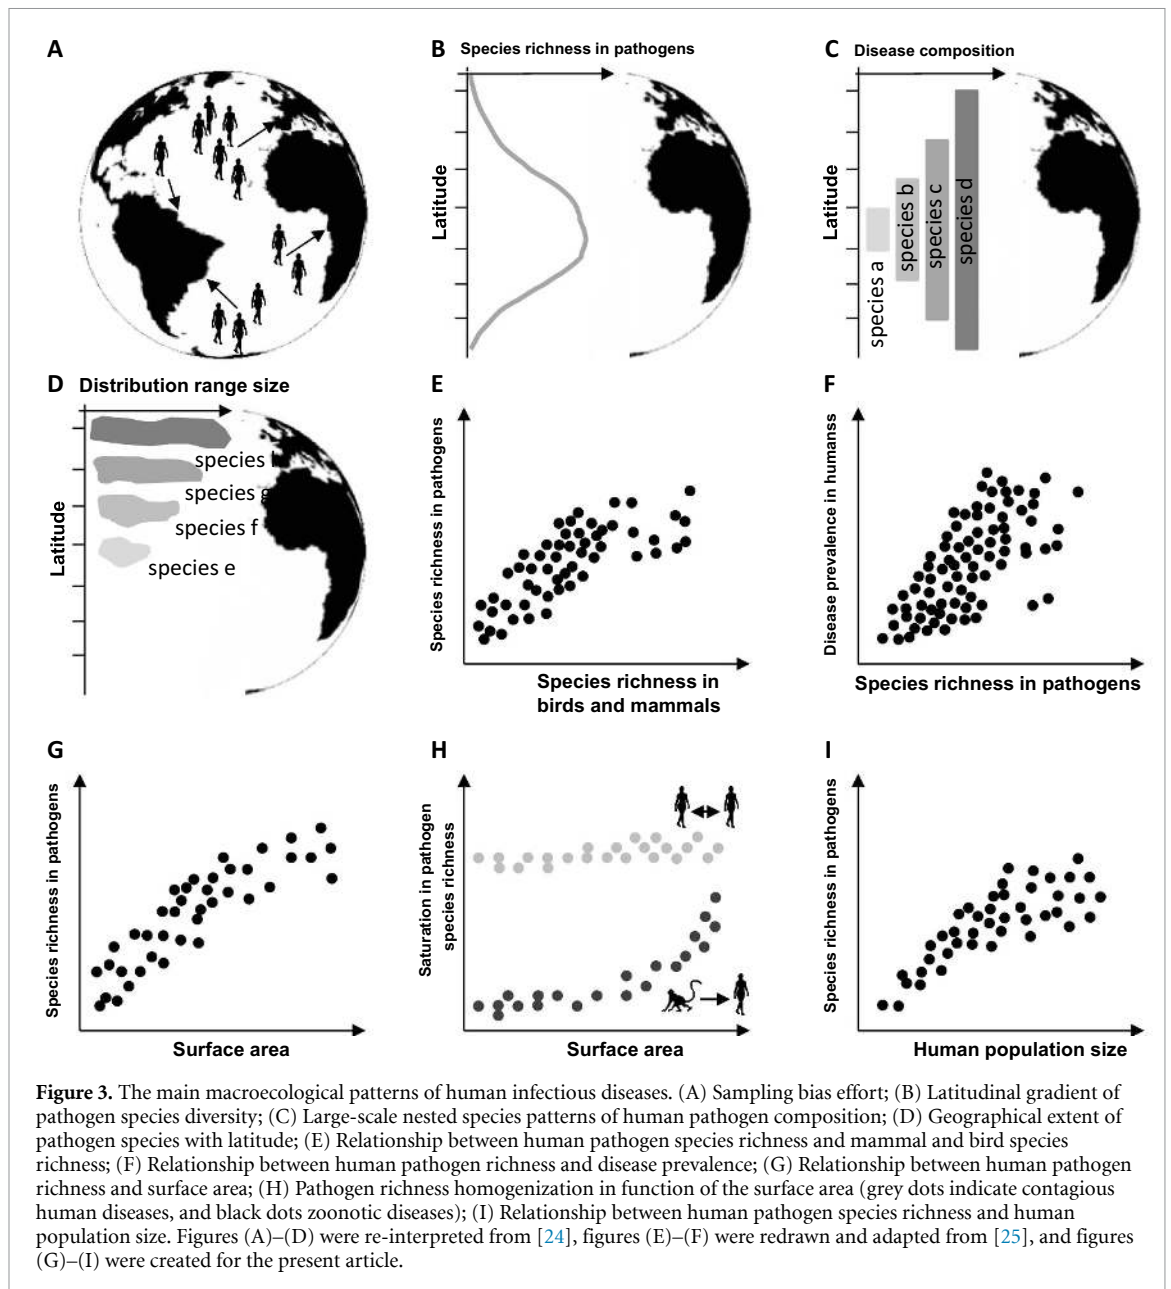 A
B Species richness in pathogens
Latitude
C Disease composition
Latitude
species a
species b
species c
species d
D Distribution range size
Latitude
species
species g
species f
species e
E
Species richness in pathogens
Species richness in
birds and mammals
F
Disease prevalence in humanss
Species richness in pathogens
G
Species richness in pathogens
Surface area
H
Saturation in pathogen
species richness
Surface area
I
Species richness in pathogens
Human population size
Figure 3. The main macroecological patterns of human infectious diseases. (A) Sampling bias effort; (B) Latitudinal gradient of
pathogen species diversity; (C) Large-scale nested species patterns of human pathogen composition; (D) Geographical extent of
pathogen species with latitude; (E) Relationship between human pathogen species richness and mammal and bird species
richness; (F) Relationship between human pathogen richness and disease prevalence; (G) Relationship between human pathogen
richness and surface area; (H) Pathogen richness homogenization in function of the surface area (grey dots indicate contagious
human diseases, and black dots zoonotic diseases); (I) Relationship between human pathogen species richness and human
population size. Figures (A)–(D) were re-interpreted from [24], figures (E)–(F) were redrawn and adapted from [25], and figures
(G)–(I) were created for the present article.